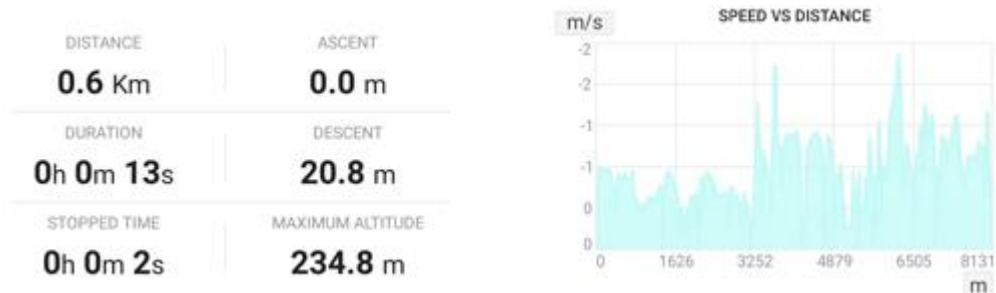 DISTANCE
ASCENT
0.6 Km
0.0 m
DURATION
DESCENT
0h 0m 13s
20.8 m
STOPPED TIME
MAXIMUM ALTITUDE
0h 0m 2s
234.8 m
m/s
SPEED VS DISTANCE
-2
-2
-1
-1
0
0
0 1626 3252 4879 6505 8131
m